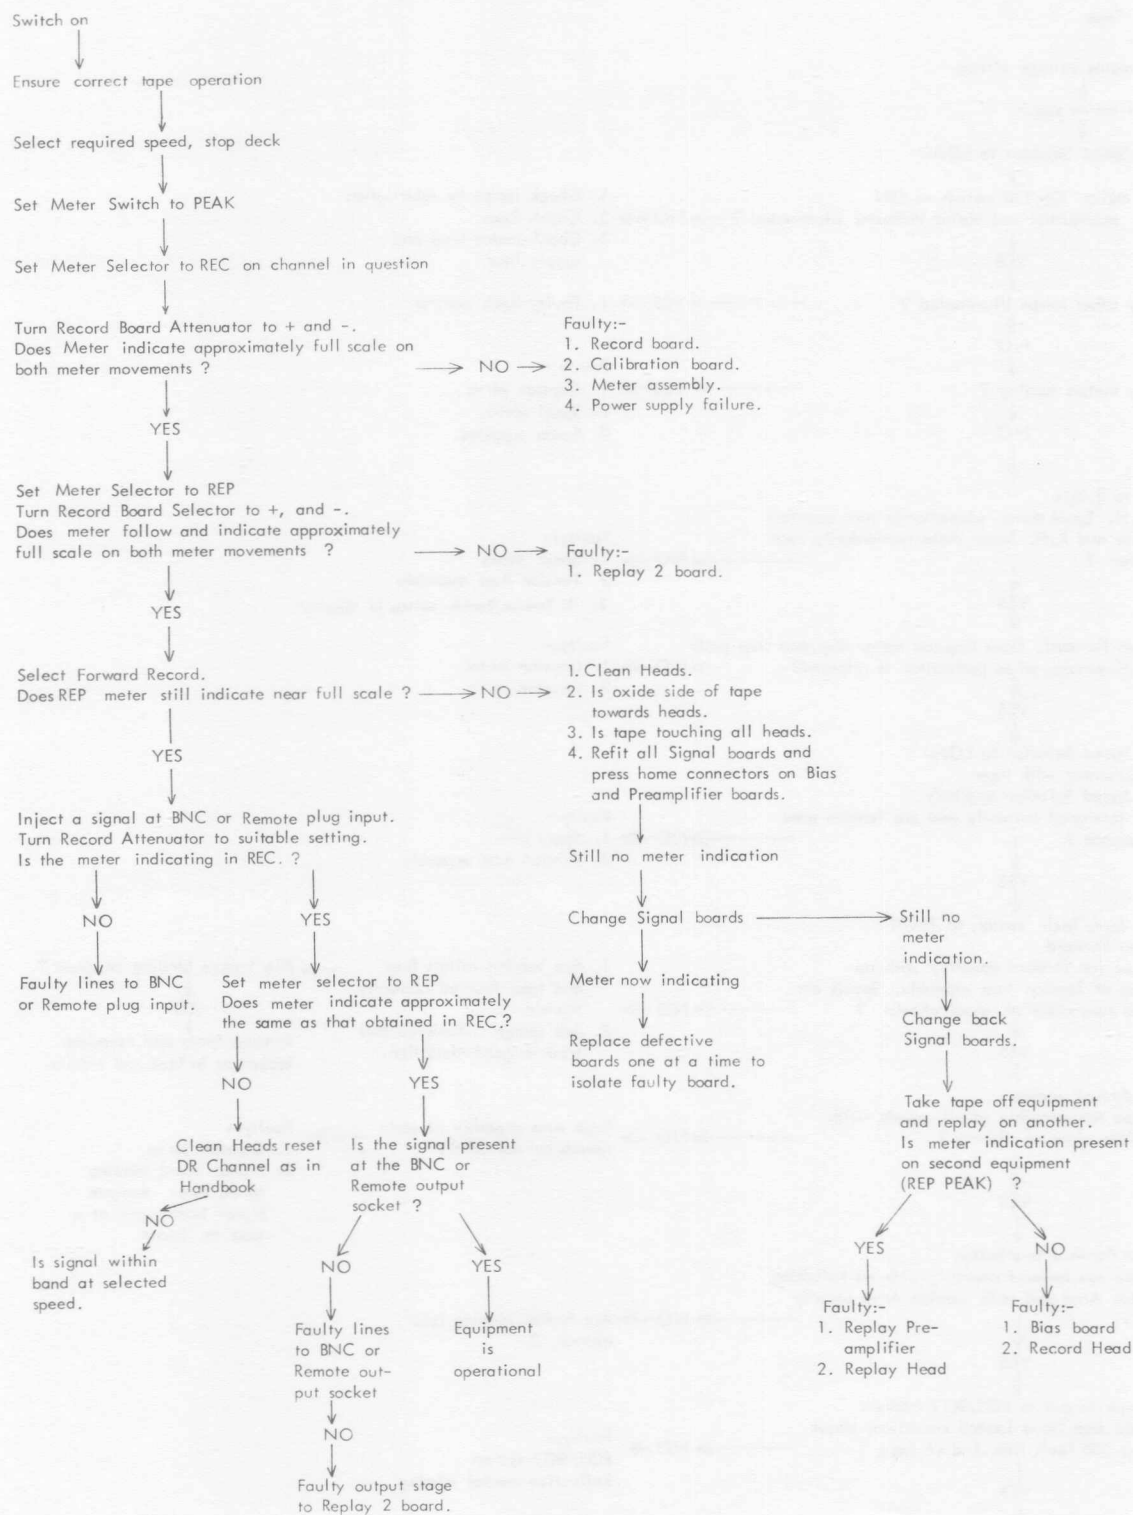 Switch on
Ensure correct tape operation
Select required speed, stop deck
Set Meter Switch to PEAK
Set Meter Selector to REC on channel in question
Turn Record Board Attenuator to + and -.
Does Meter indicate approximately full scale on
both meter movements ?
NO
Faulty:-
1. Record board.
2. Calibration board.
3. Meter assembly.
4. Power supply failure.
YES
Set Meter Selector to REP
Turn Record Board Selector to +, and -.
Does meter follow and indicate approximately
full scale on both meter movements ?
NO
Faulty:-
1. Replay 2 board.
YES
Select Forward Record.
Does REP meter still indicate near full scale ?
NO
1. Clean Heads.
2. Is oxide side of tape
towards heads.
3. Is tape touching all heads.
4. Refit all Signal boards and
press home connectors on Bias
and Preamplifier boards.
YES
Inject a signal at BNC or Remote plug input.
Turn Record Attenuator to suitable setting.
Is the meter indicating in REC. ?
Still no meter indication
NO
YES
Change Signal boards
Still no
meter
indication.
Faulty lines to BNC
or Remote plug input.
Set meter selector to REP
Does meter indicate approximately
the same as that obtained in REC.?
Meter now indicating
Replace defective
boards one at a time to
isolate faulty board.
Change back
Signal boards.
NO
YES
Take tape off equipment
and replay on another.
Is meter indication present
on second equipment
(REP PEAK) ?
Clean Heads reset
DR Channel as in
Handbook
Is the signal present
at the BNC or
Remote output
socket ?
NO
Is signal within
band at selected
speed.
NO
YES
YES
NO
Faulty lines
to BNC or
Remote out-
put socket
Equipment
is
operational
Faulty:-
1. Replay Pre-
amplifier
2. Replay Head
Faulty:-
1. Bias board
2. Record Head
NO
Faulty output stage
to Replay 2 board.